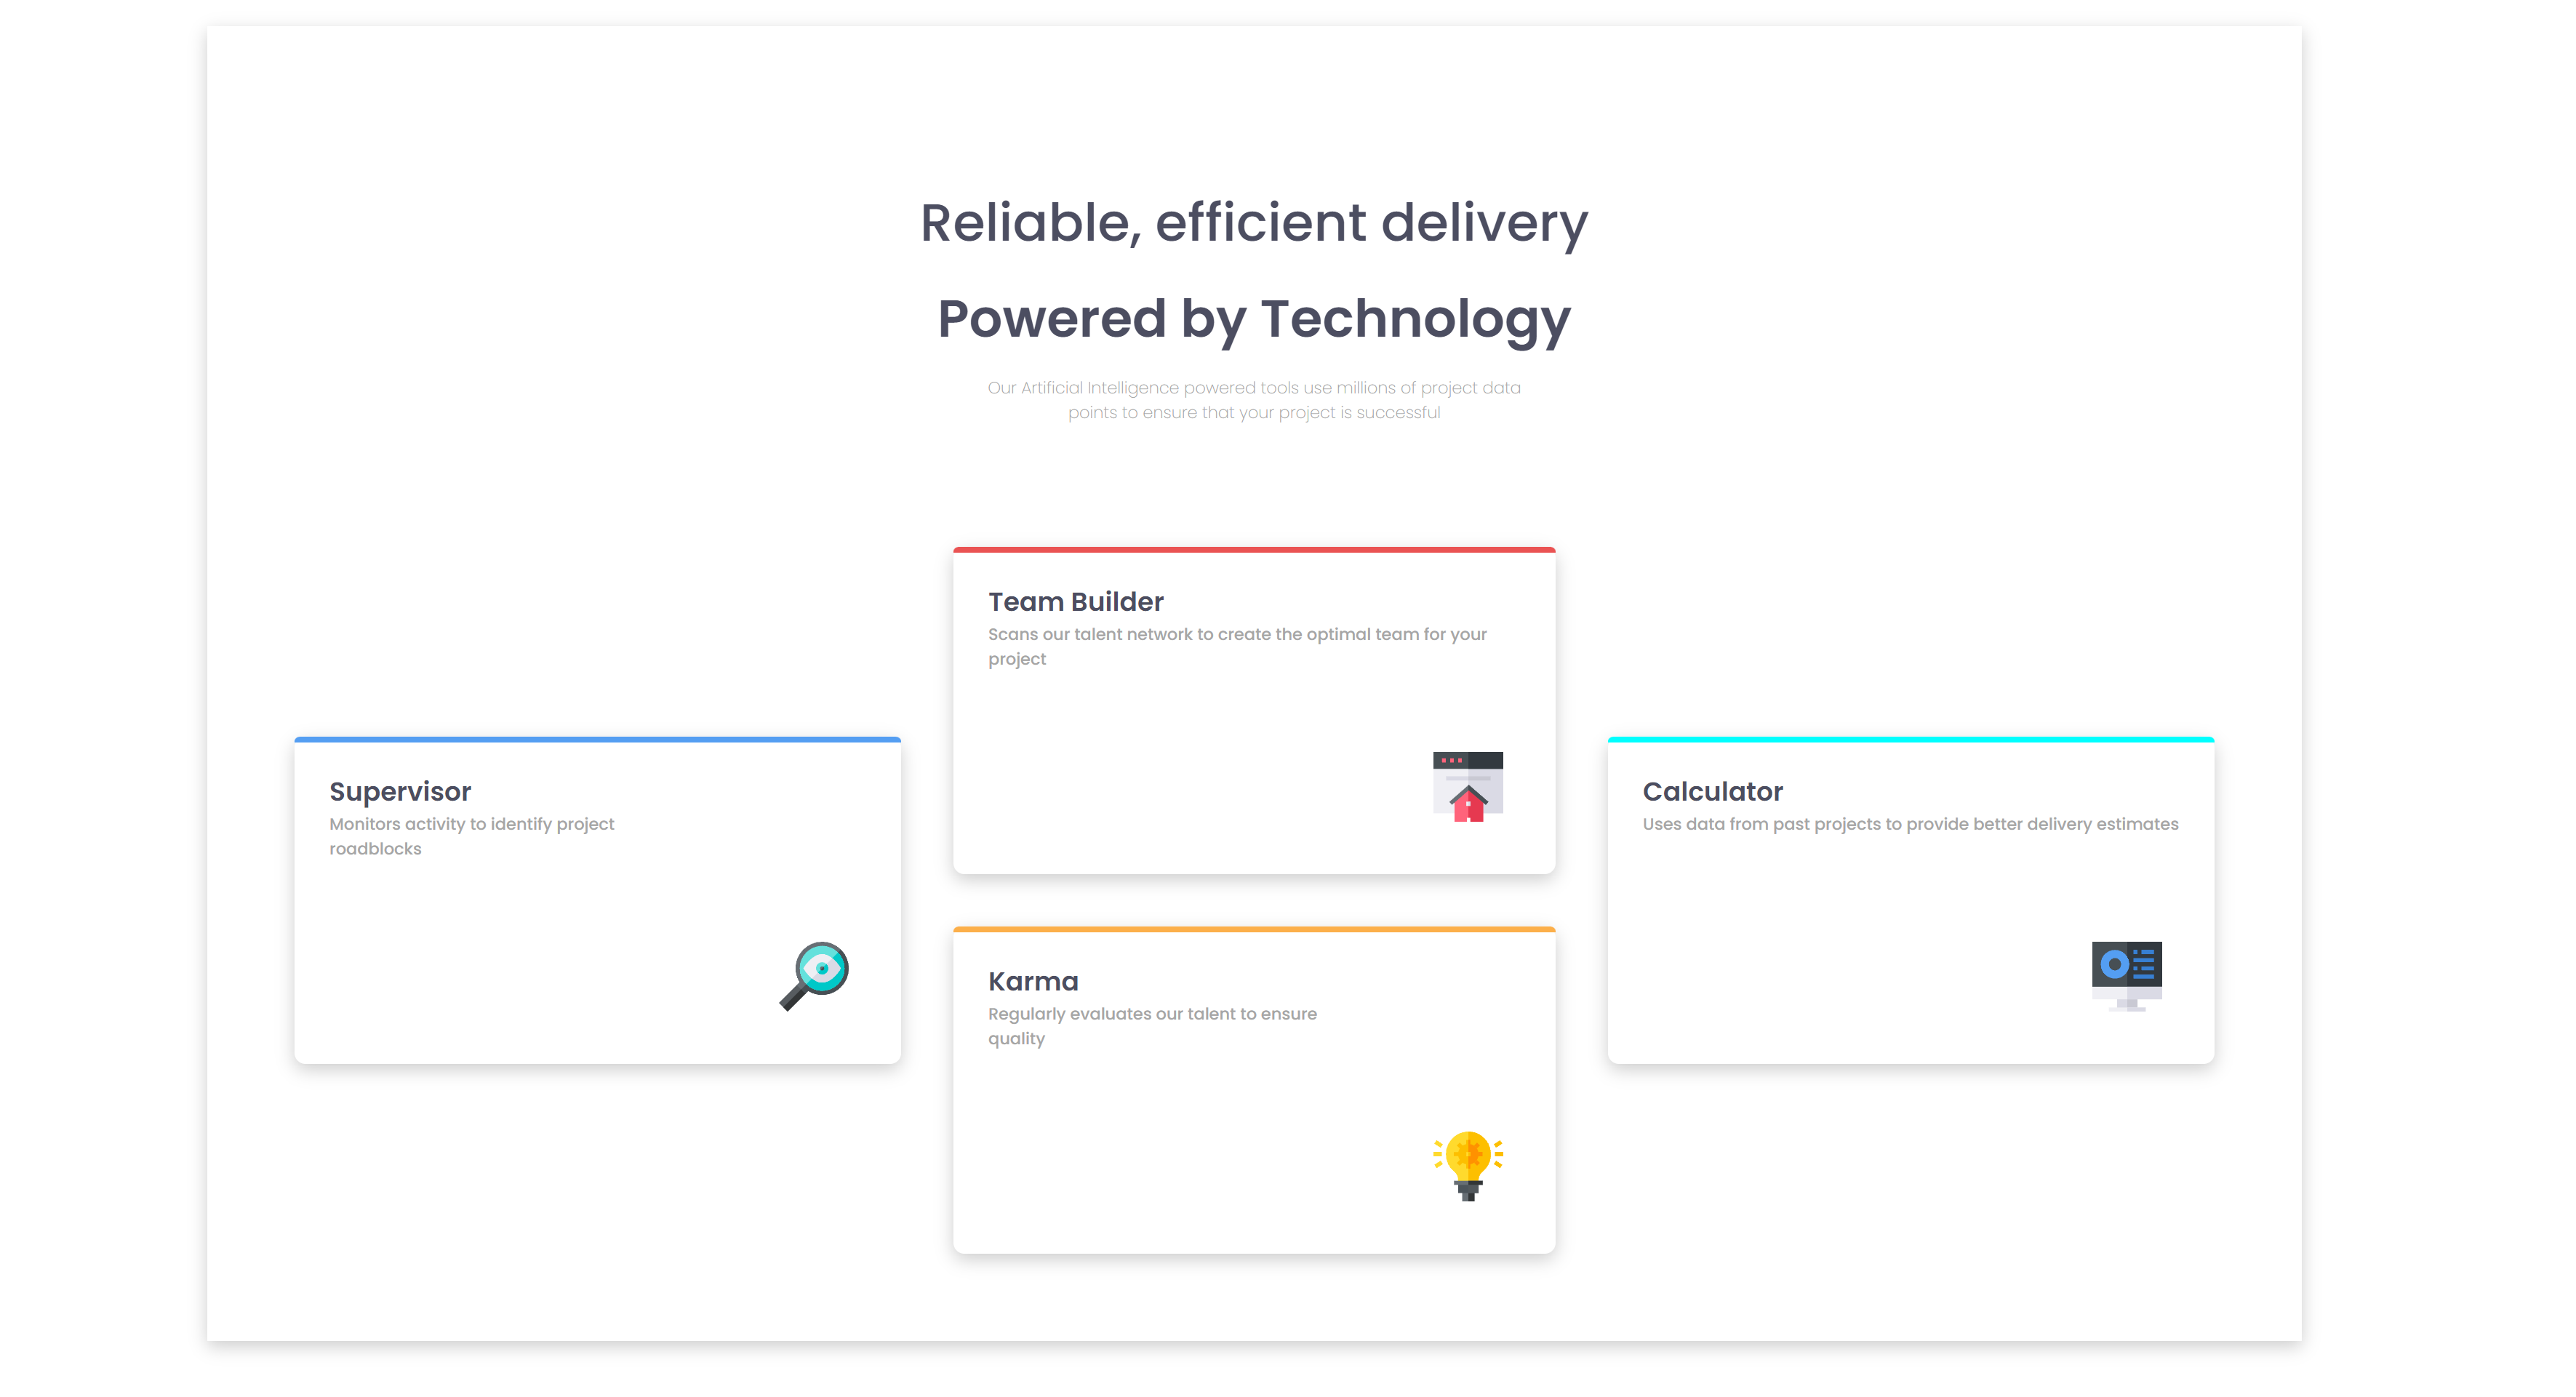 Reliable, efficient delivery
Powered by Technology
Our Artificial Intelligence powered tools use millions of project data
points to ensure that your project is successful
Supervisor
Monitors activity to identify project
roadblocks
Team Builder
Scans our talent network to create the optimal team for your
project
Karma
Regularly evaluates our talent to ensure
quality
Calculator
Uses data from past projects to provide better delivery estimates